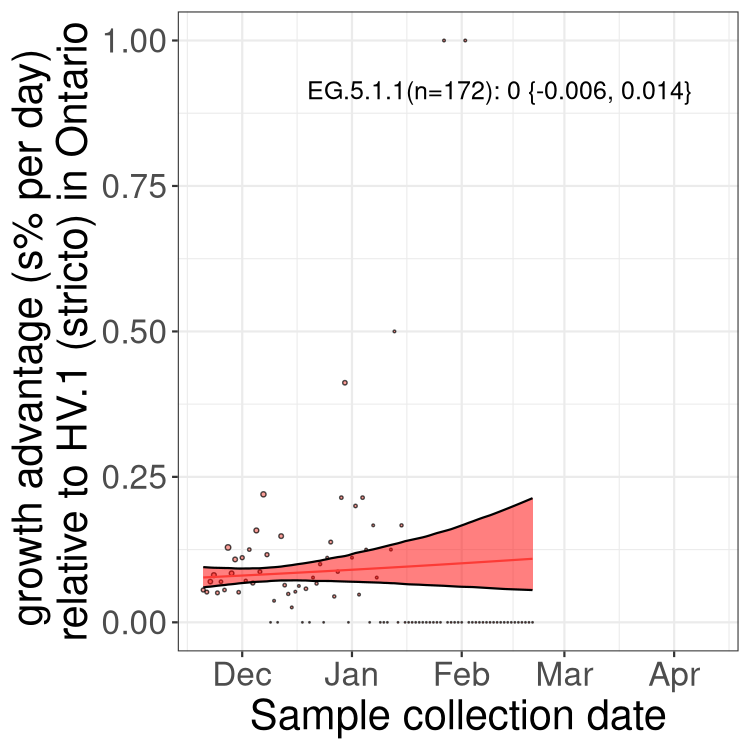 growth advantage (s% per day)
relative to HV.1 (stricto) in Ontario
1.00
0.75
0.50
0.25
0.00
EG.5.1.1(n=172): 0 {-0.006, 0.014}
Dec Jan Feb Mar Apr
Sample collection date